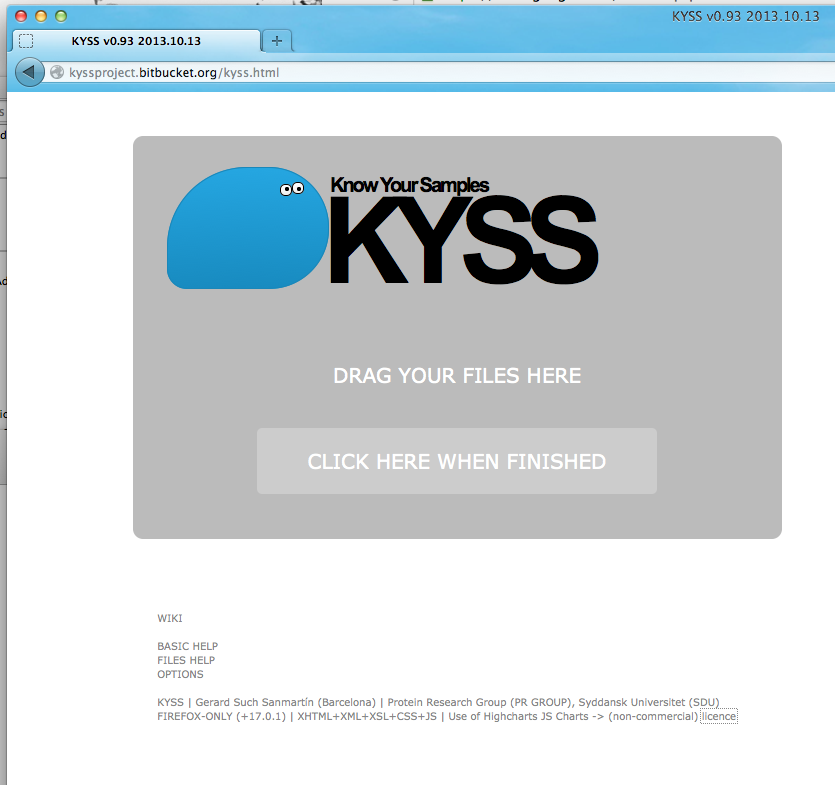 KYSS v0.93 2013.10.13
KYSS v0.93 2013.10.13
kyssproject.bitbucket.org/kyss.html
Know Your Samples
KYSS
DRAG YOUR FILES HERE
CLICK HERE WHEN FINISHED
WIKI
BASIC HELP
FILES HELP
OPTIONS
KYSS | Gerard Such Sanmartín (Barcelona) | Protein Research Group (PR GROUP), Syddansk Universitet (SDU)
FIREFOX-ONLY (+17.0.1) | XHTML+XML+XSL+CSS+JS | Use of Highcharts JS Charts -> (non-commercial) licence